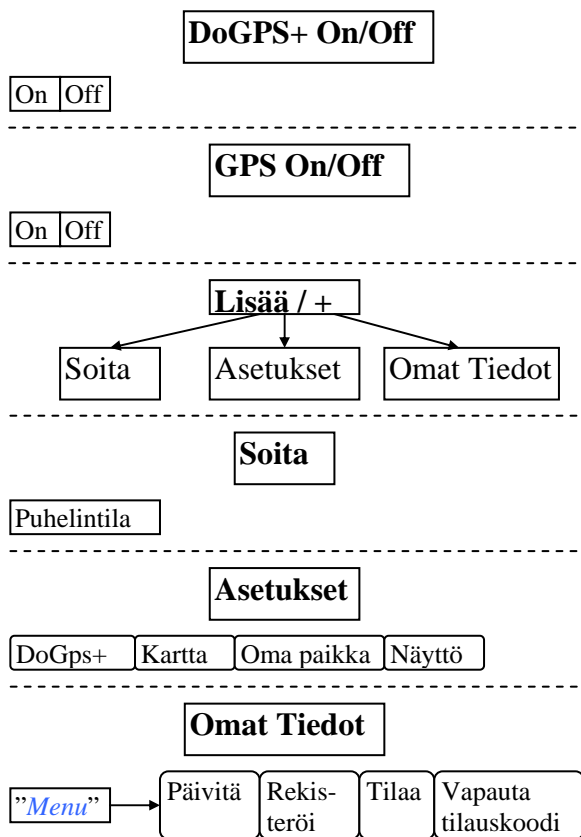 DoGPS+ On/Off
On Off
GPS On/Off
On Off
Lisää / +
Soita Asetukset Omat Tiedot
Soita
Puhelintila
Asetukset
DoGps+ Kartta Oma paikka Näyttö
Omat Tiedot
”Menu” Päivitä Rekis-
teröi Tilaa Vapauta
tilauskoodi